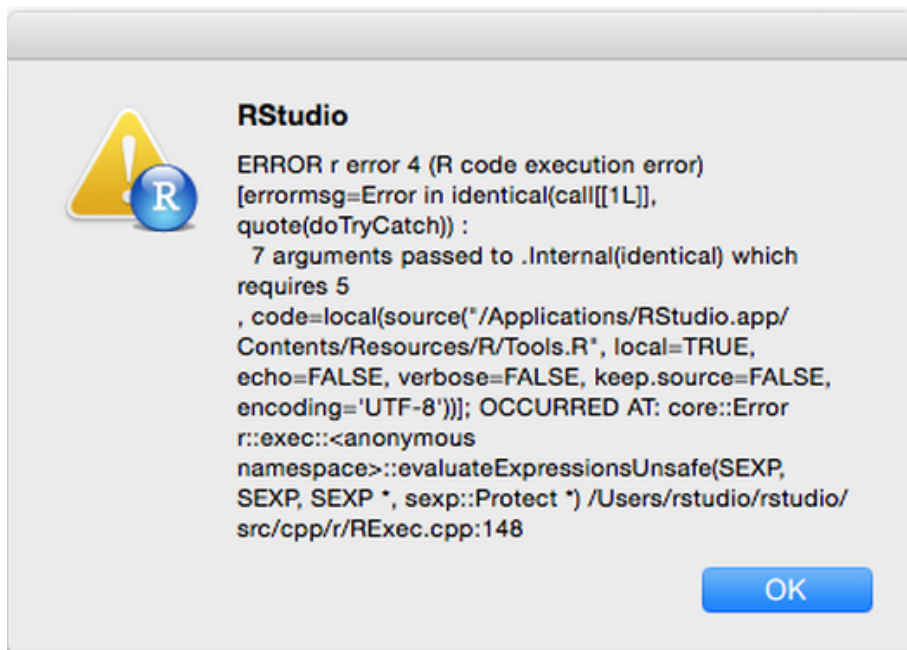 RStudio
ERROR r error 4 (R code execution error)
[errormsg=Error in identical(call[[1L]],
quote(doTryCatch)) :
7 arguments passed to .Internal(identical) which
requires 5
, code=local(source("/Applications/RStudio.app/
Contents/Resources/R/Tools.R", local=TRUE,
echo=FALSE, verbose=FALSE, keep.source=FALSE,
encoding='UTF-8'))]; OCCURRED AT: core::Error
r::exec::<anonymous
namespace>::evaluateExpressionsUnsafe(SEXP,
SEXP, SEXP *, sexp::Protect *) /Users/rstudio/rstudio/
src/cpp/r/RExec.cpp:148
R
OK